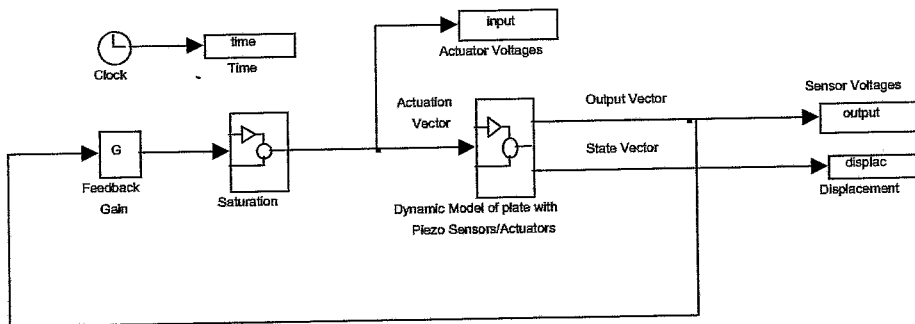 input
time
Actuator Voltages
Clock
Time
Sensor Voltages
Actuation
Vector
Output Vector
output
G
State Vector
displac
Feedback
Gain
Saturation
Displacement
Dynamic Model of plate with
Piezo Sensors/Actuators